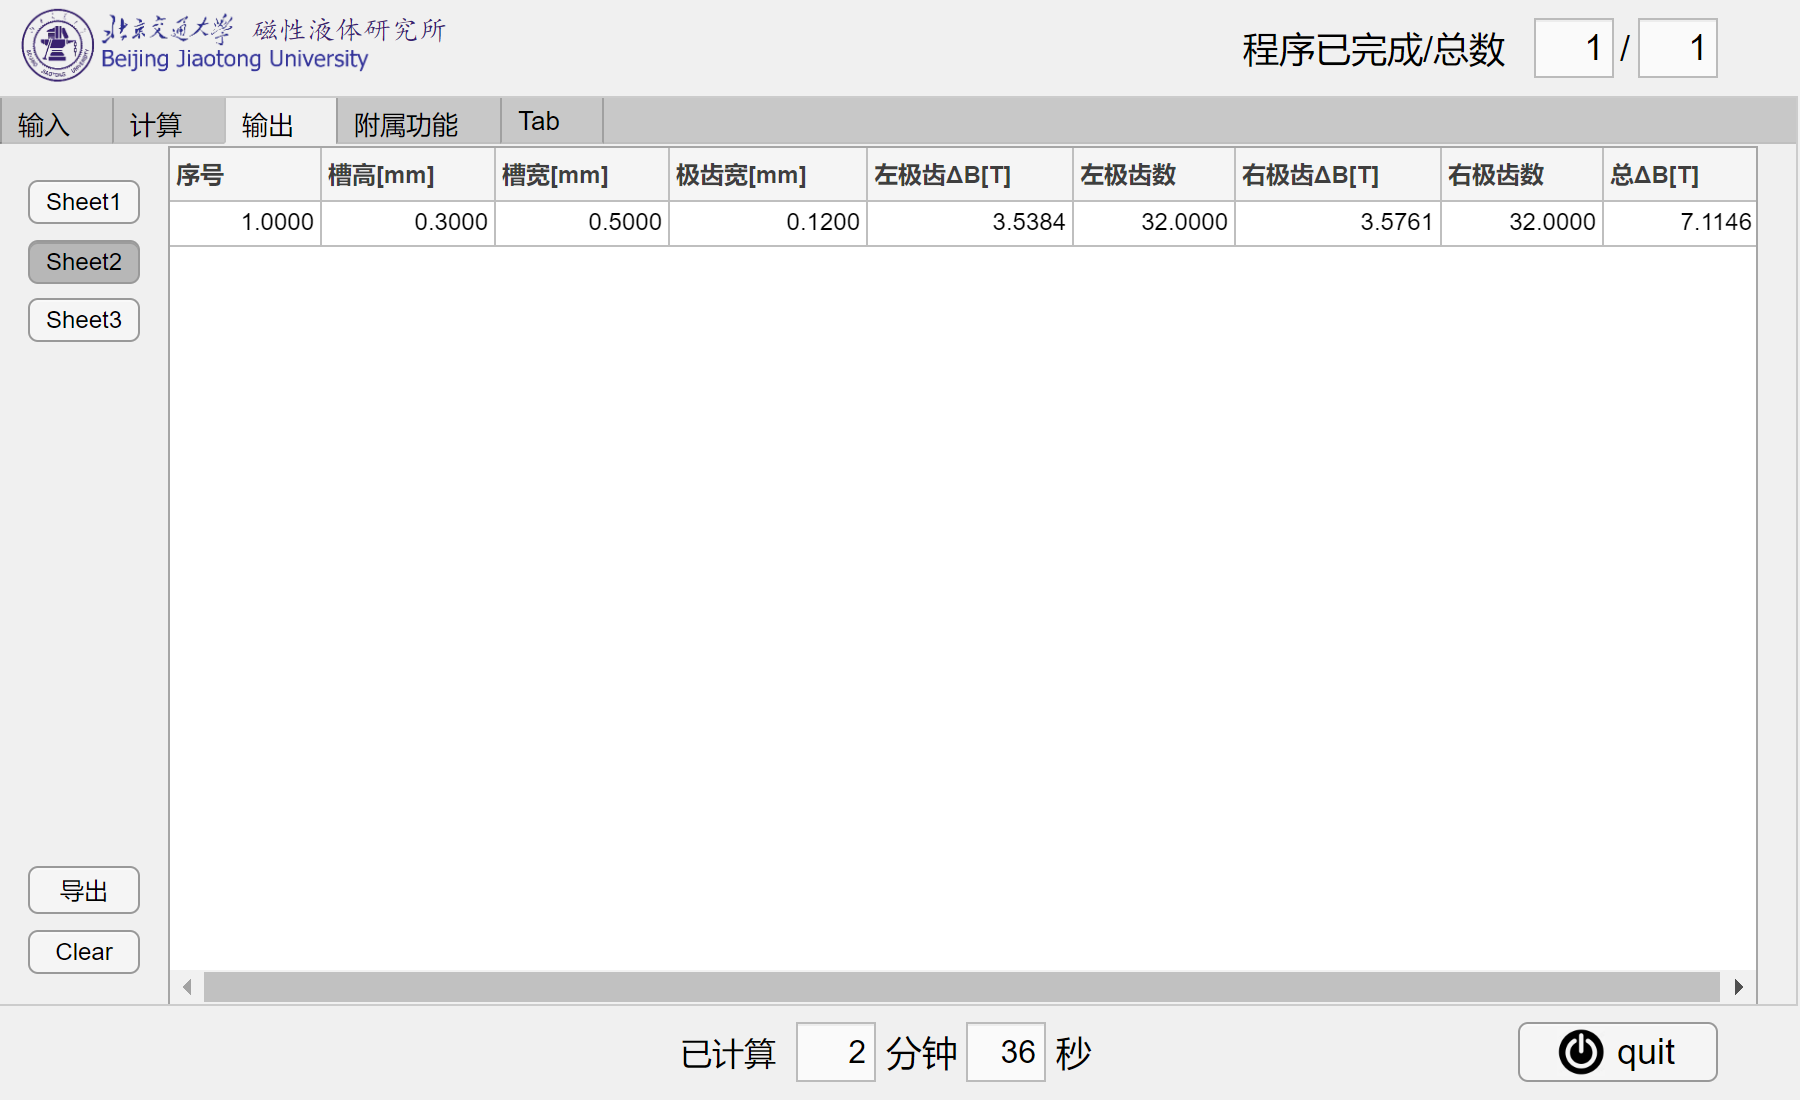 北京交通大学 磁性液体研究所
Beijing Jiaotong University
程序已完成/总数 1 / 1
输入 计算 输出 附属功能 Tab
序号 槽高[mm] 槽宽[mm] 极齿宽[mm] 左极齿ΔB[T] 左极齿数 右极齿ΔB[T] 右极齿数 总ΔB[T]
1.0000 0.3000 0.5000 0.1200 3.5384 32.0000 3.5761 32.0000 7.1146
Sheet1
Sheet2
Sheet3
导出
Clear
已计算 2 分钟 36 秒
quit